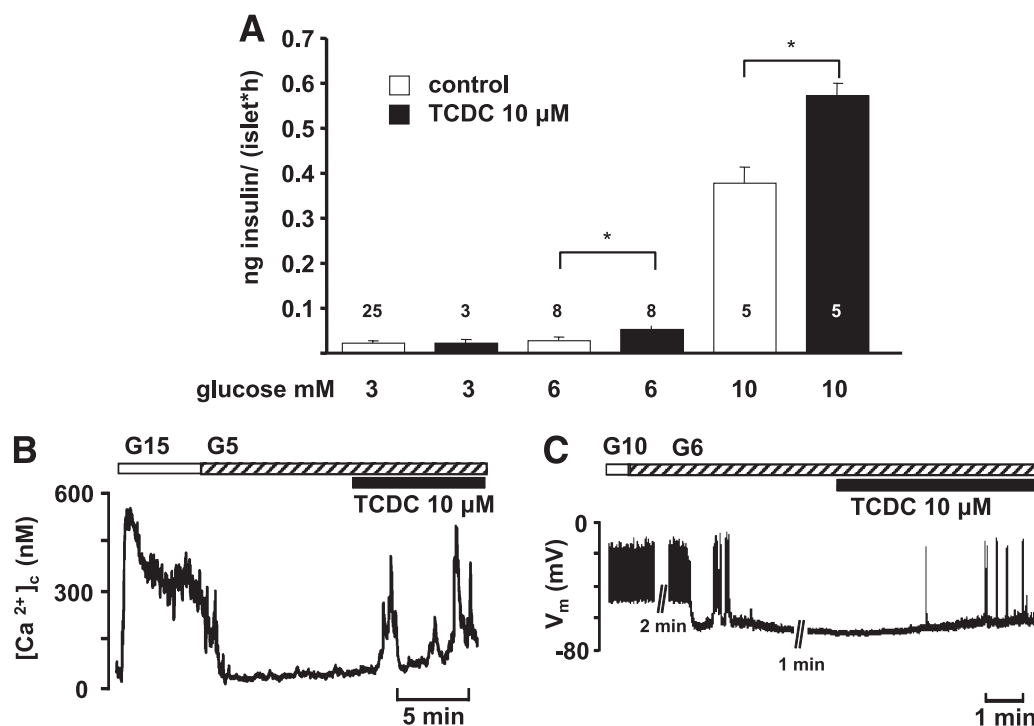 A
0.7
0.6
0.5
0.4
0.3
0.2
0.1
ng insulin/ (islet*h)
control
TCDC 10 µM
*
*
25 3 8 8 5 5
glucose mM 3 3 6 6 10 10
B
G15 G5
TCDC 10 µM
600
300
0
[Ca 2+]c (nM)
5 min
C
G10 G6
TCDC 10 µM
0
-80
Vm (mV)
2 min
1 min
1 min